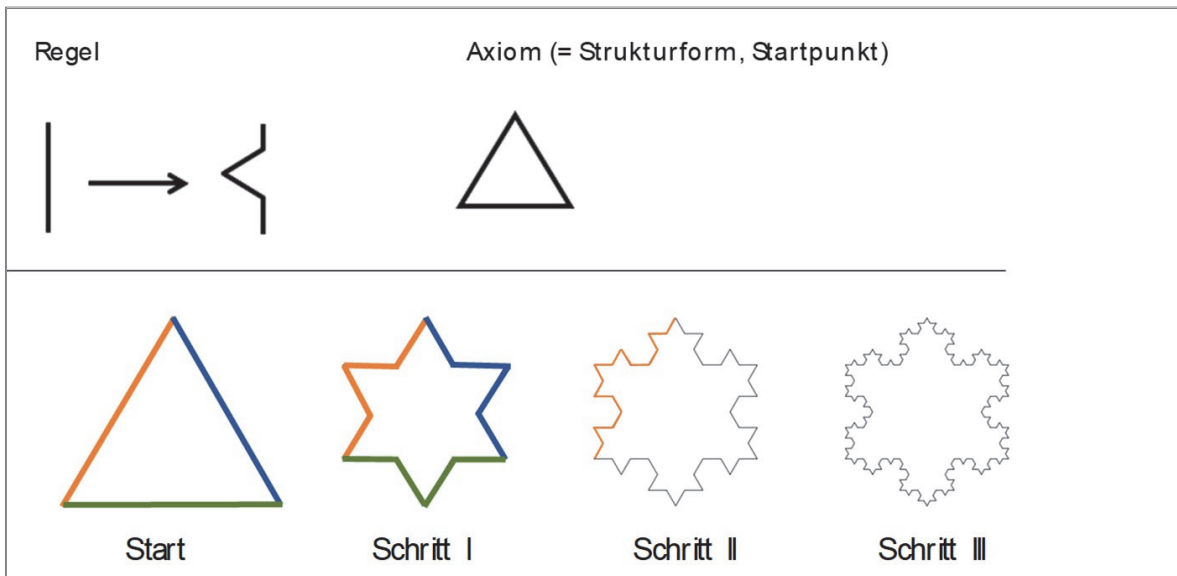 Regel
Axiom (= Strukturform, Startpunkt)
Start
Schritt I
Schritt II
Schritt III